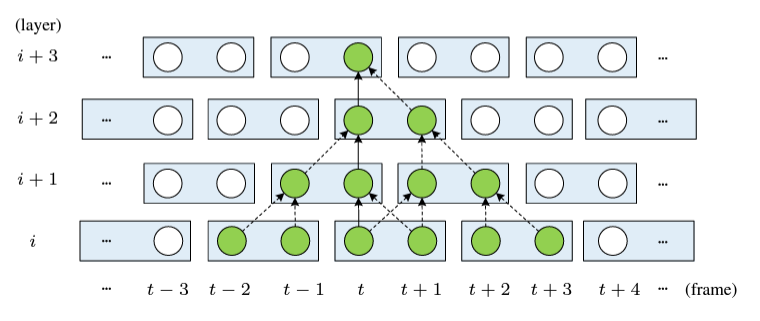 (layer)
i + 3 ... ...
i + 2 ... ...
i + 1 ... ...
i ... ...
... t − 3 t − 2 t − 1 t t + 1 t + 2 t + 3 t + 4 ... (frame)